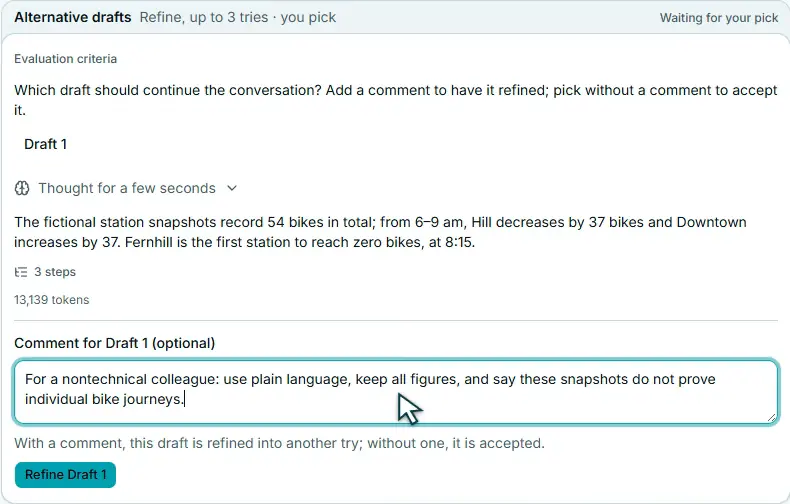 Alternative drafts Refine, up to 3 tries · you pick Waiting for your pick
Evaluation criteria
Which draft should continue the conversation? Add a comment to have it refined; pick without a comment to accept
it.
Draft 1
Thought for a few seconds
The fictional station snapshots record 54 bikes in total; from 6–9 am, Hill decreases by 37 bikes and Downtown
increases by 37. Fernhill is the first station to reach zero bikes, at 8:15.
3 steps
13,139 tokens
Comment for Draft 1 (optional)
For a nontechnical colleague: use plain language, keep all figures, and say these snapshots do not prove
individual bike journeys.
With a comment, this draft is refined into another try; without one, it is accepted.
Refine Draft 1